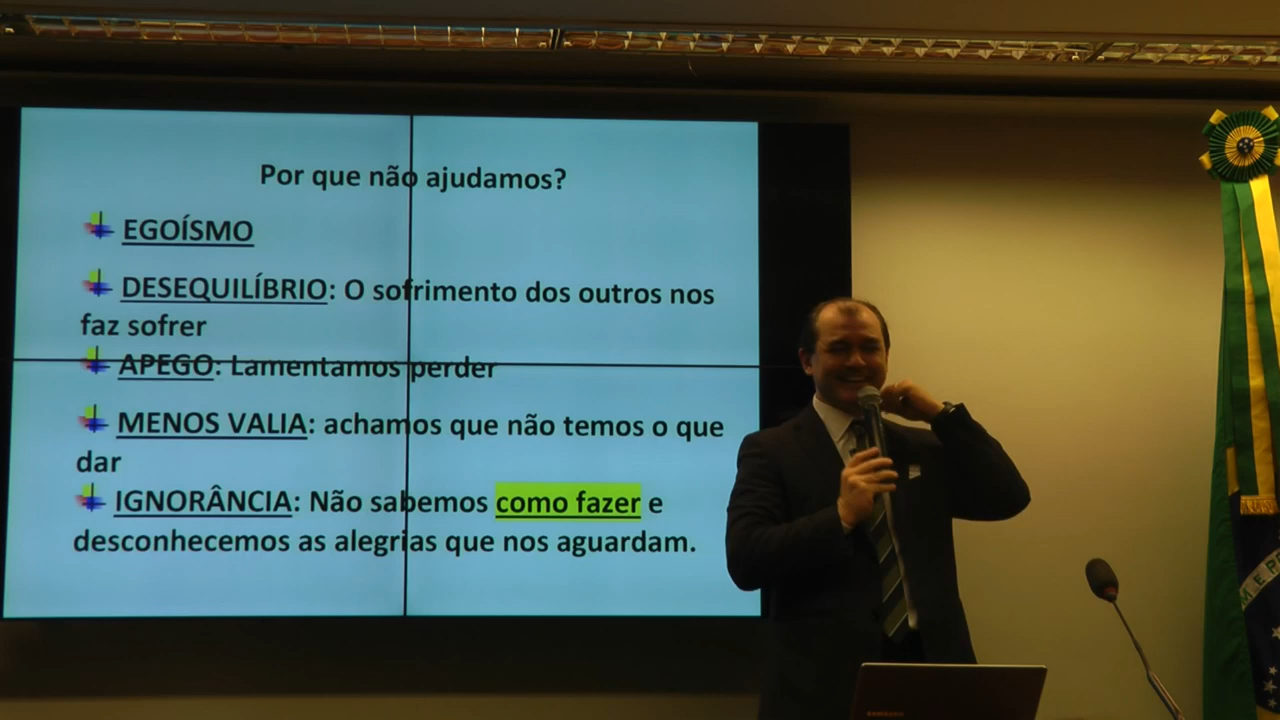 Por que não ajudamos?
EGOÍSMO
DESEQUILÍBRIO: O sofrimento dos outros nos
faz sofrer
APEGO: Lamentamos perder
MENOS VALIA: achamos que não temos o que
dar
IGNORÂNCIA: Não sabemos como fazer e
desconhecemos as alegrias que nos aguardam.
SAMSUNG
M E P